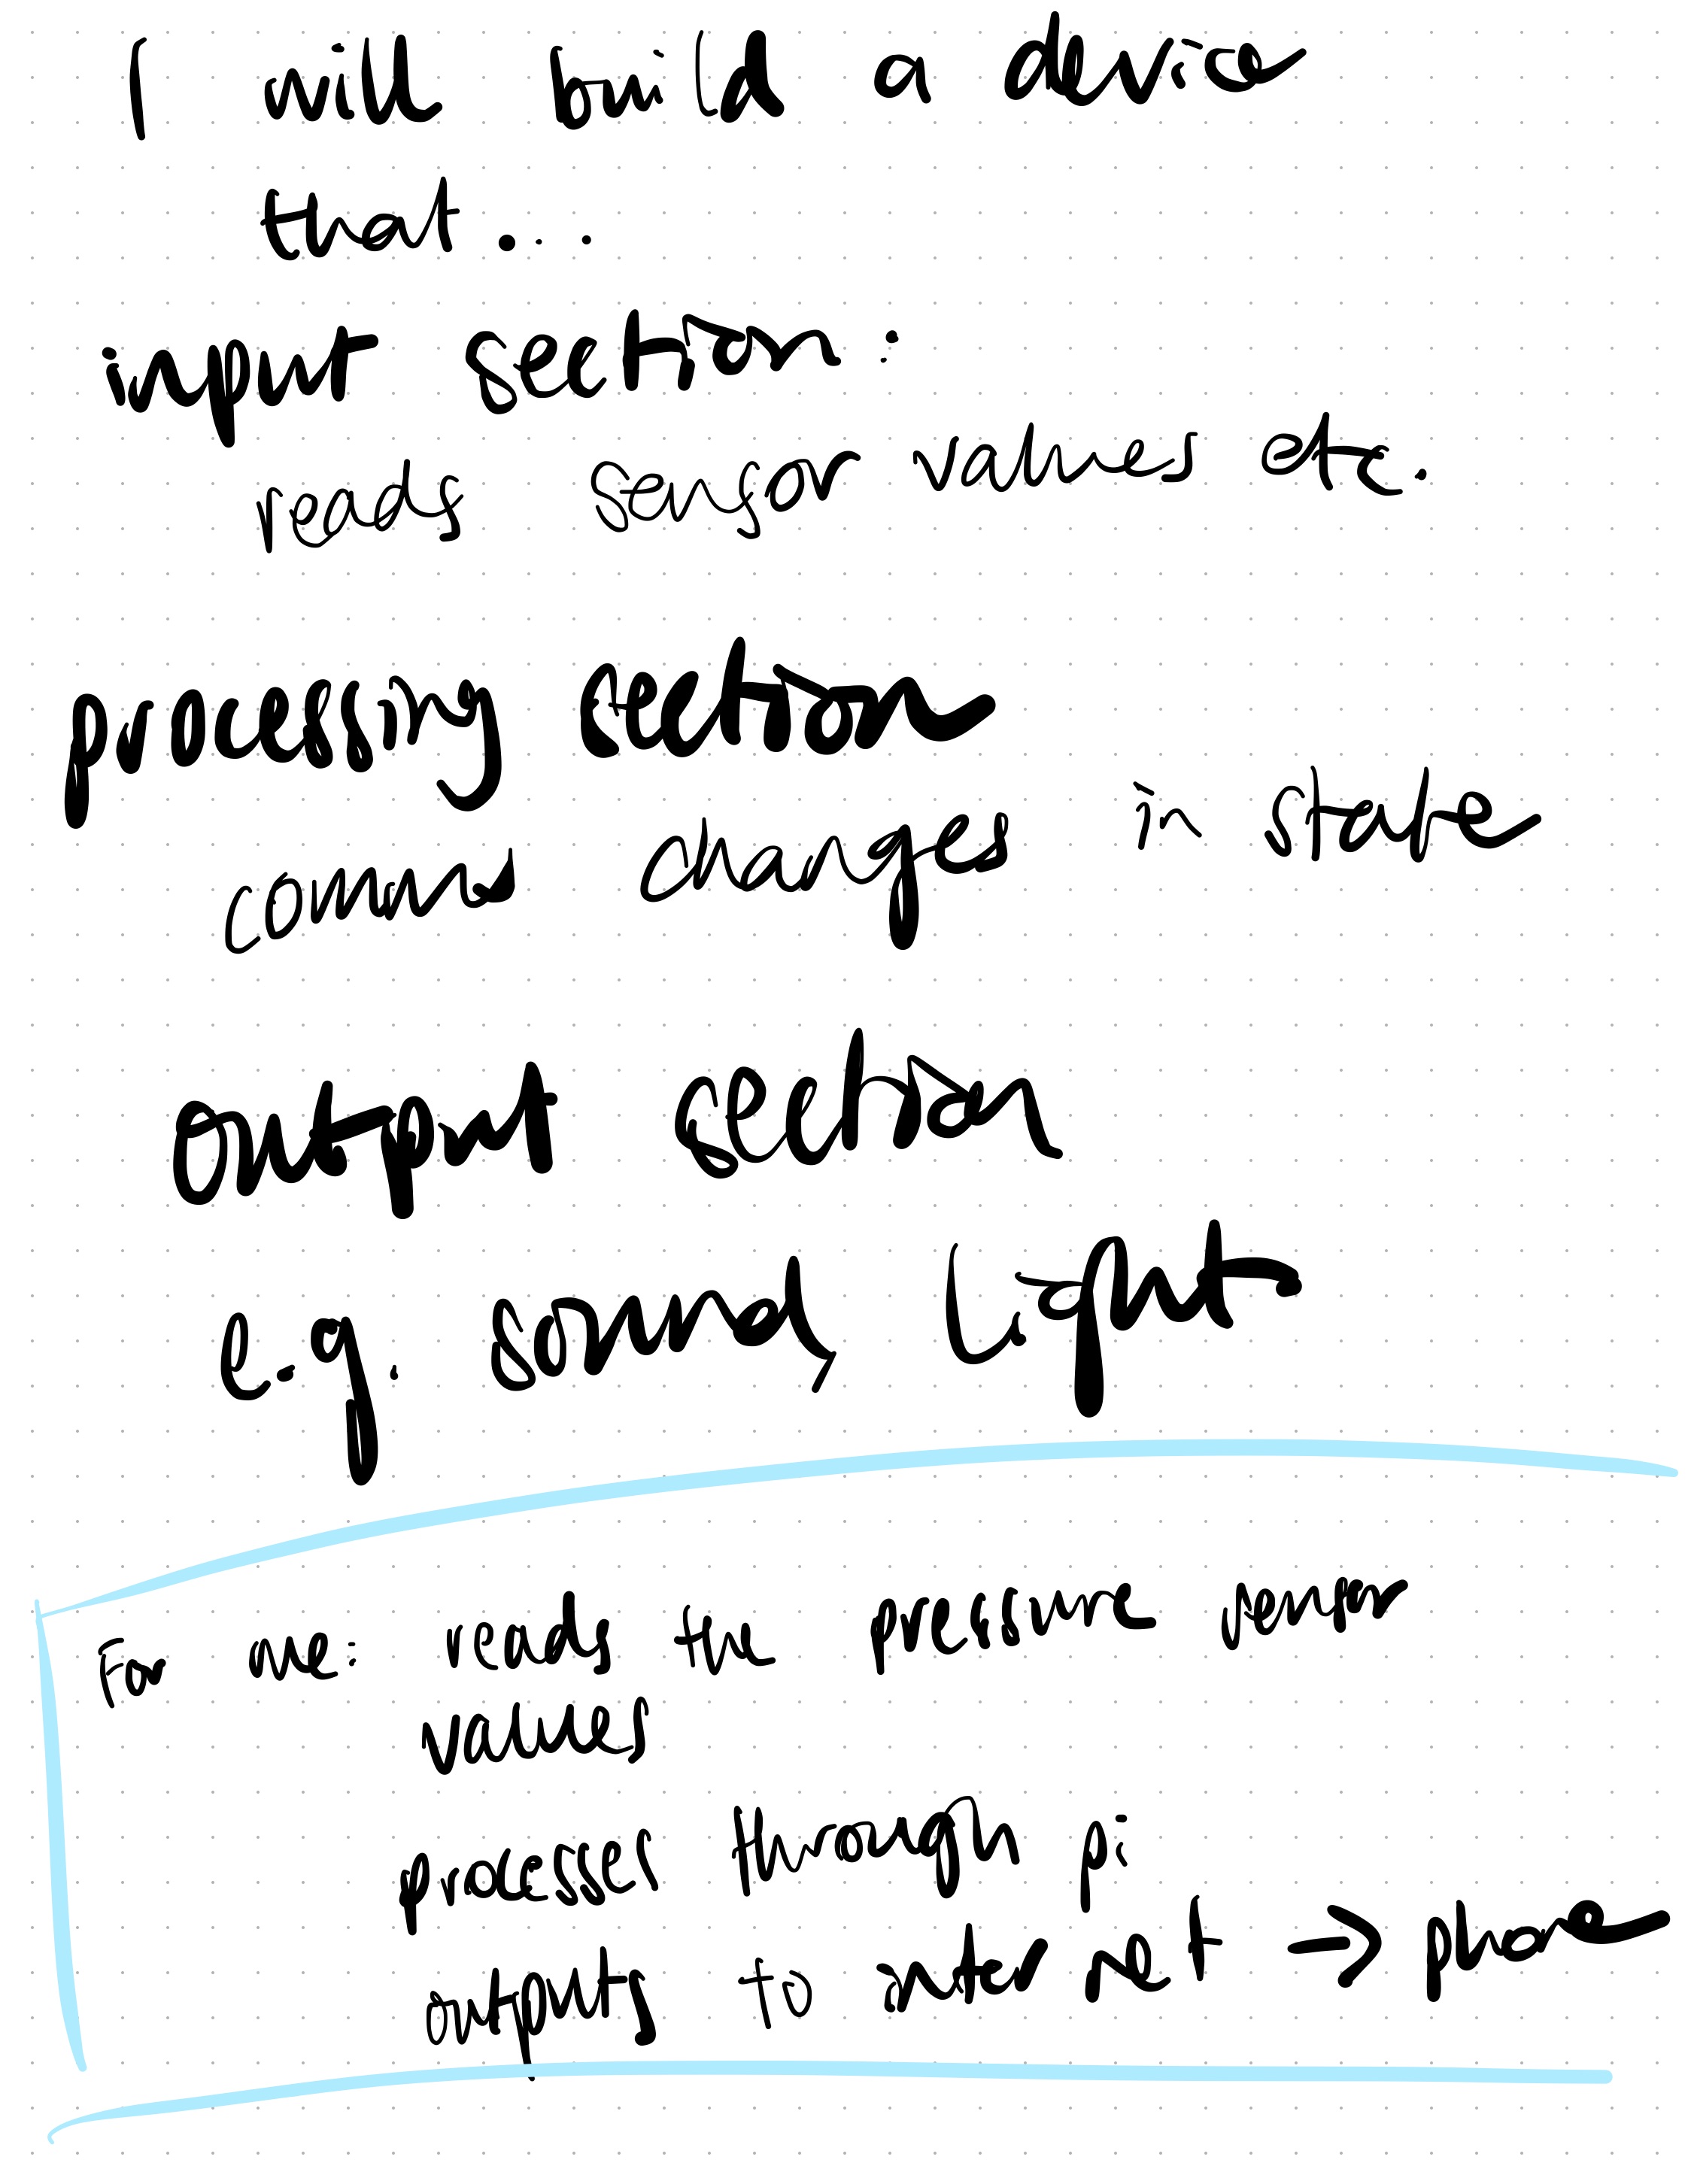 I will build a device
that....
input section:
reads sensor values etc.
processing section
changes in state
output section
e.g. sound, light
For me: reads the pressure sensor
values
processes through pi
outputs to internet → phone